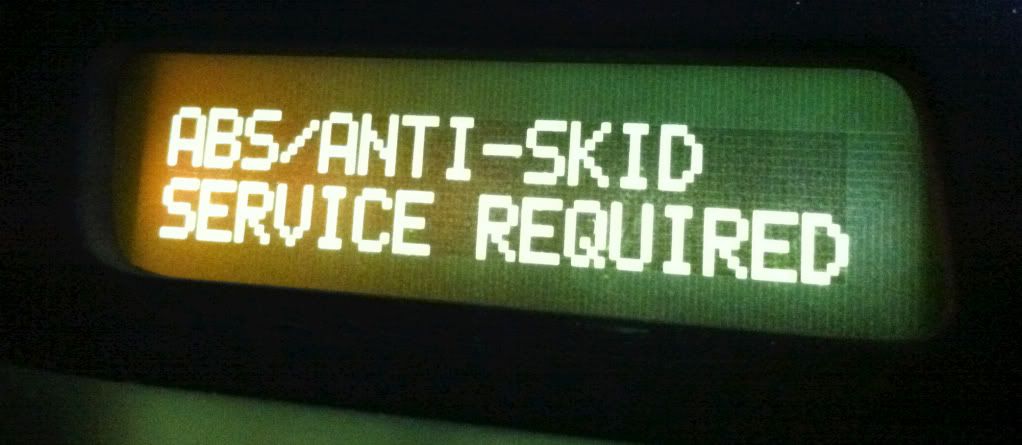 ABS/ANTI-SKID
SERVICE REQUIRED